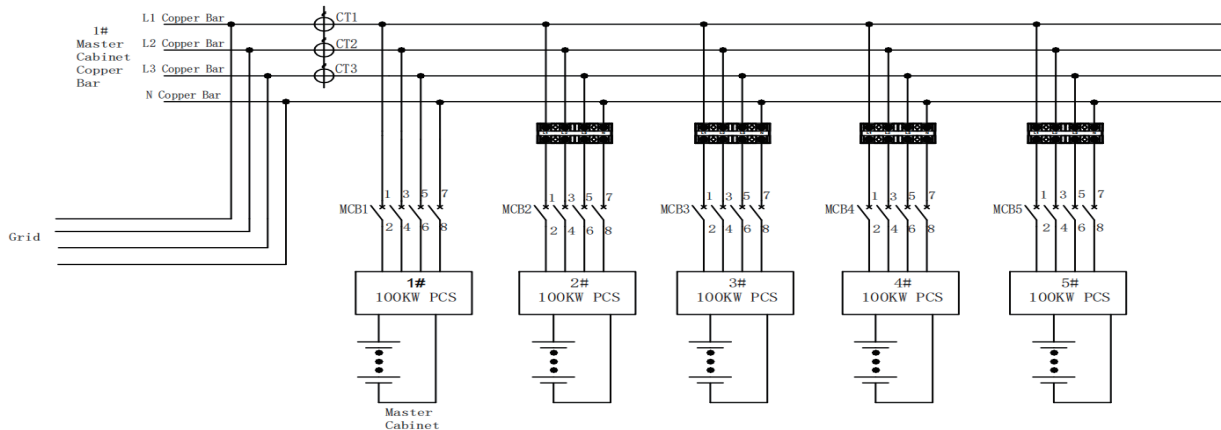 L1 Copper Bar
CT1
1#
Master
Cabinet
Copper
Bar
L2 Copper Bar
CT2
L3 Copper Bar
CT3
N Copper Bar
Grid
MCB1
1 3 5 7
2 4 6 8
MCB2
1 3 5 7
2 4 6 8
MCB3
1 3 5 7
2 4 6 8
MCB4
1 3 5 7
2 4 6 8
MCB5
1 3 5 7
2 4 6 8
1#
100KW PCS
2#
100KW PCS
3#
100KW PCS
4#
100KW PCS
5#
100KW PCS
Master
Cabinet